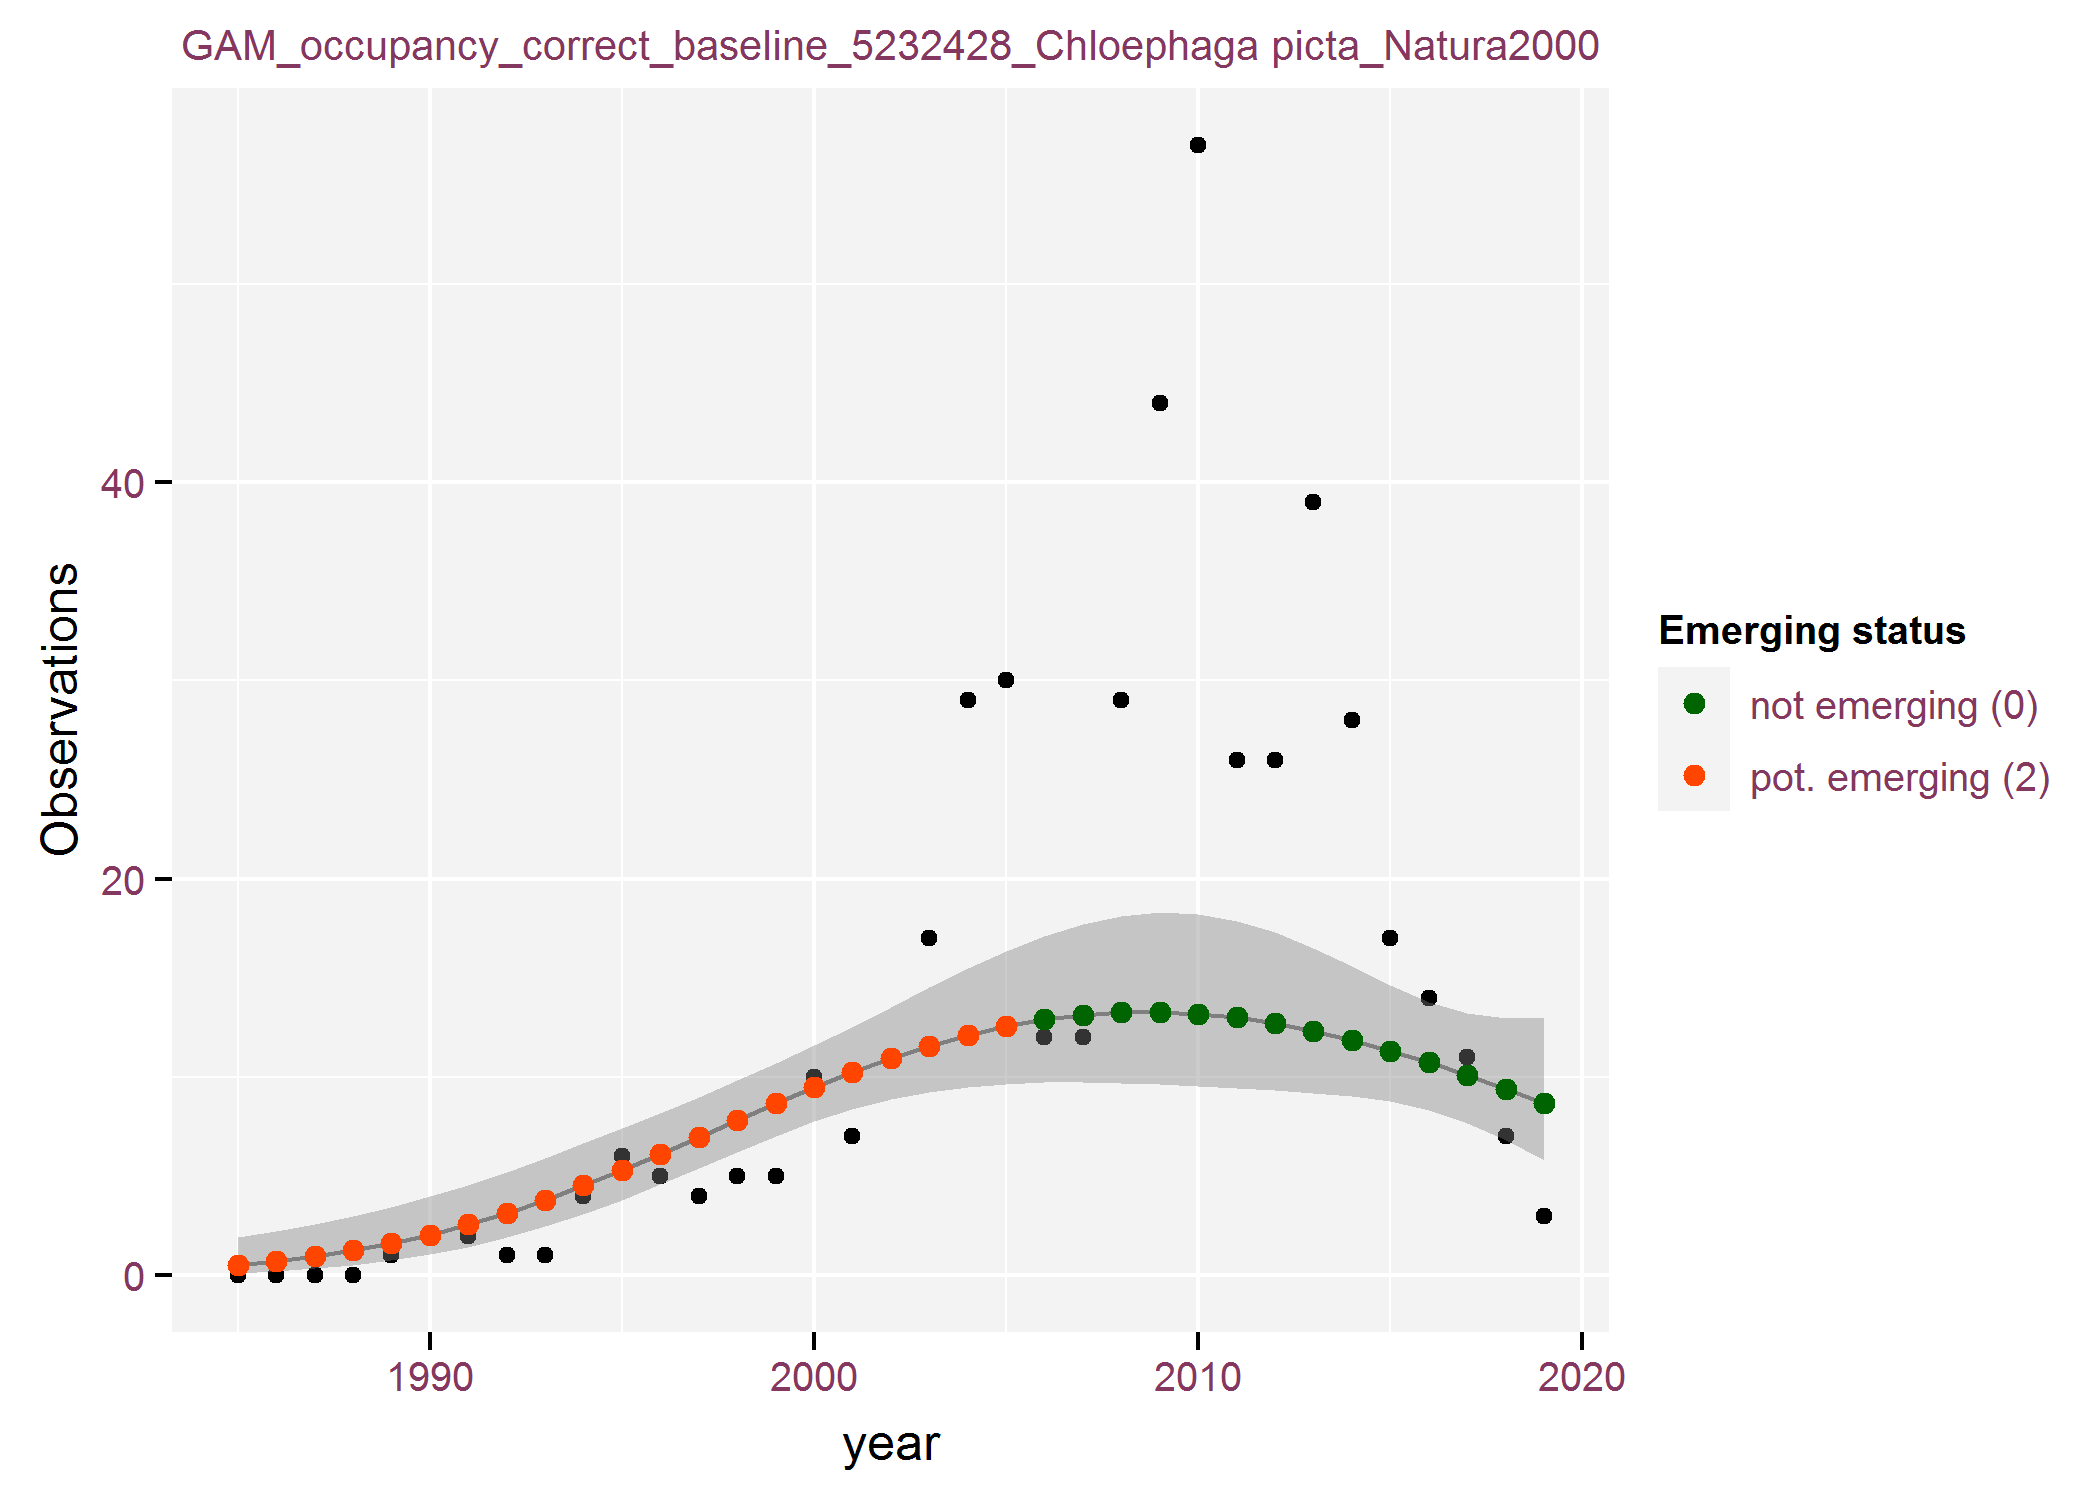 GAM_occupancy_correct_baseline_5232428_Chloephaga picta_Natura2000
Observations
40
20
0
1990 2000 2010 2020
year
Emerging status
not emerging (0)
pot. emerging (2)